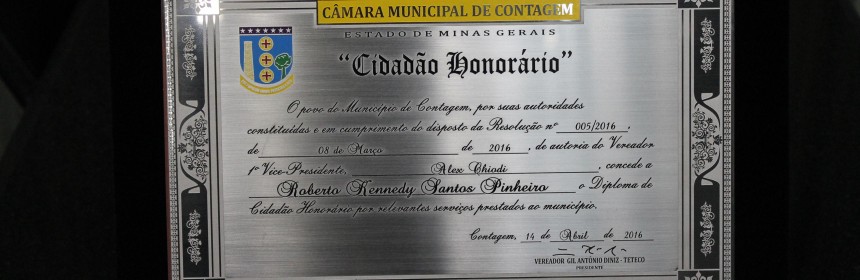 CÂMARA MUNICIPAL DE CONTAGEM
ESTADO DE MINAS GERAIS
"Cidadão Honorário"
O povo do Município de Contagem, por suas autoridades
constituídas e em cumprimento do disposto da Resolução nº 005/2016,
de 08 de Março de 2016, de autoria do Vereador
1º Vice-Presidente, Alex Chiodi, concede a
Roberto Kennedy Santos Pinheiro o Diploma de
Cidadão Honorário por relevantes serviços prestados ao município.
Contagem, 14 de Abril de 2016
VEREADOR GIL ANTÔNIO DINIZ - TETECO
PRESIDENTE